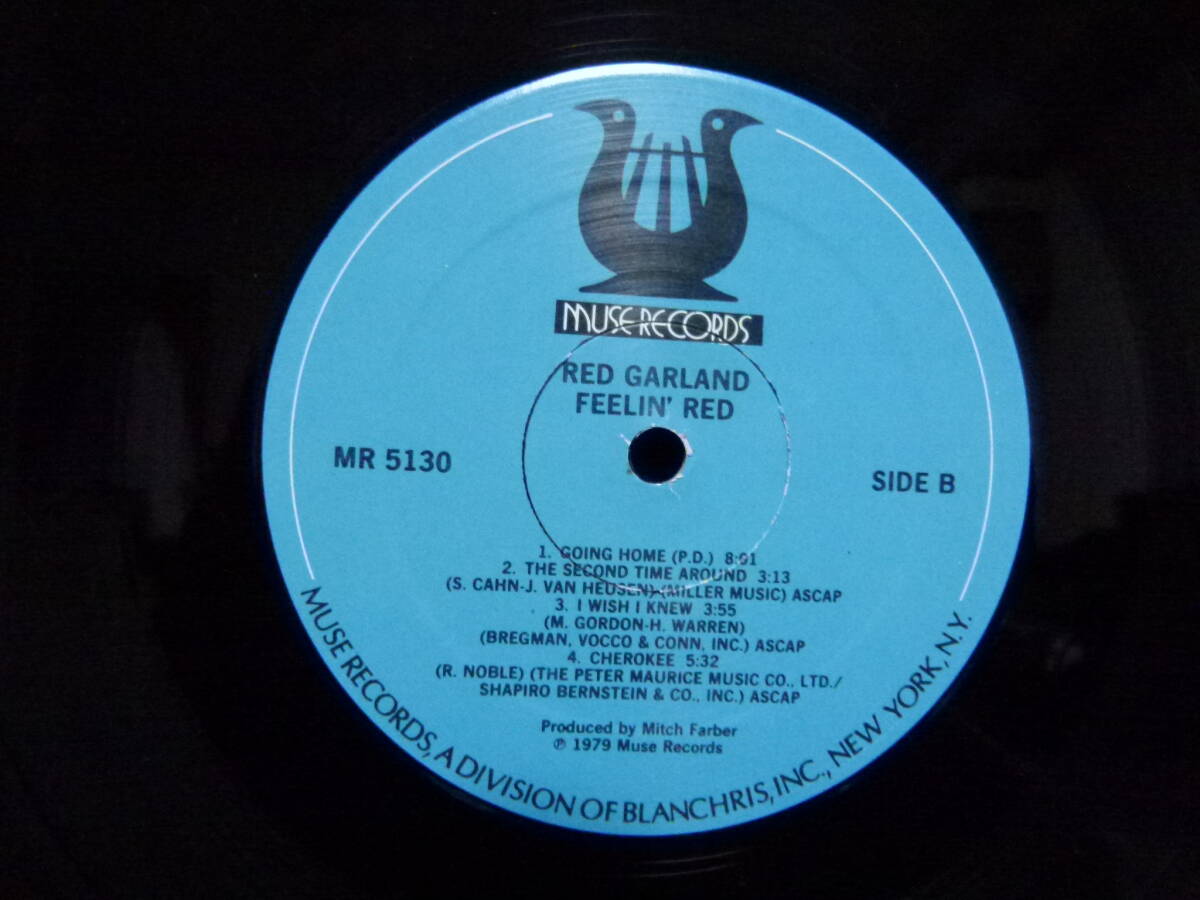 MUSE RECORDS
RED GARLAND
FEELIN' RED
MR 5130
SIDE B
1. GOING HOME (P.D.) 8:01
2. THE SECOND TIME AROUND 3:13
(S. CAHN-J. VAN HEUSEN)-(MILLER MUSIC) ASCAP
3. I WISH I KNEW 3:55
(M. GORDON-H. WARREN)
(BREGMAN, VOCCO & CONN, INC.) ASCAP
4. CHEROKEE 5:32
(R. NOBLE) (THE PETER MAURICE MUSIC CO., LTD./
SHAPIRO BERNSTEIN & CO., INC.) ASCAP
Produced by Mitch Farber
℗ 1979 Muse Records
MUSE RECORDS, A DIVISION OF BLANCHRIS, INC., NEW YORK, N.Y.